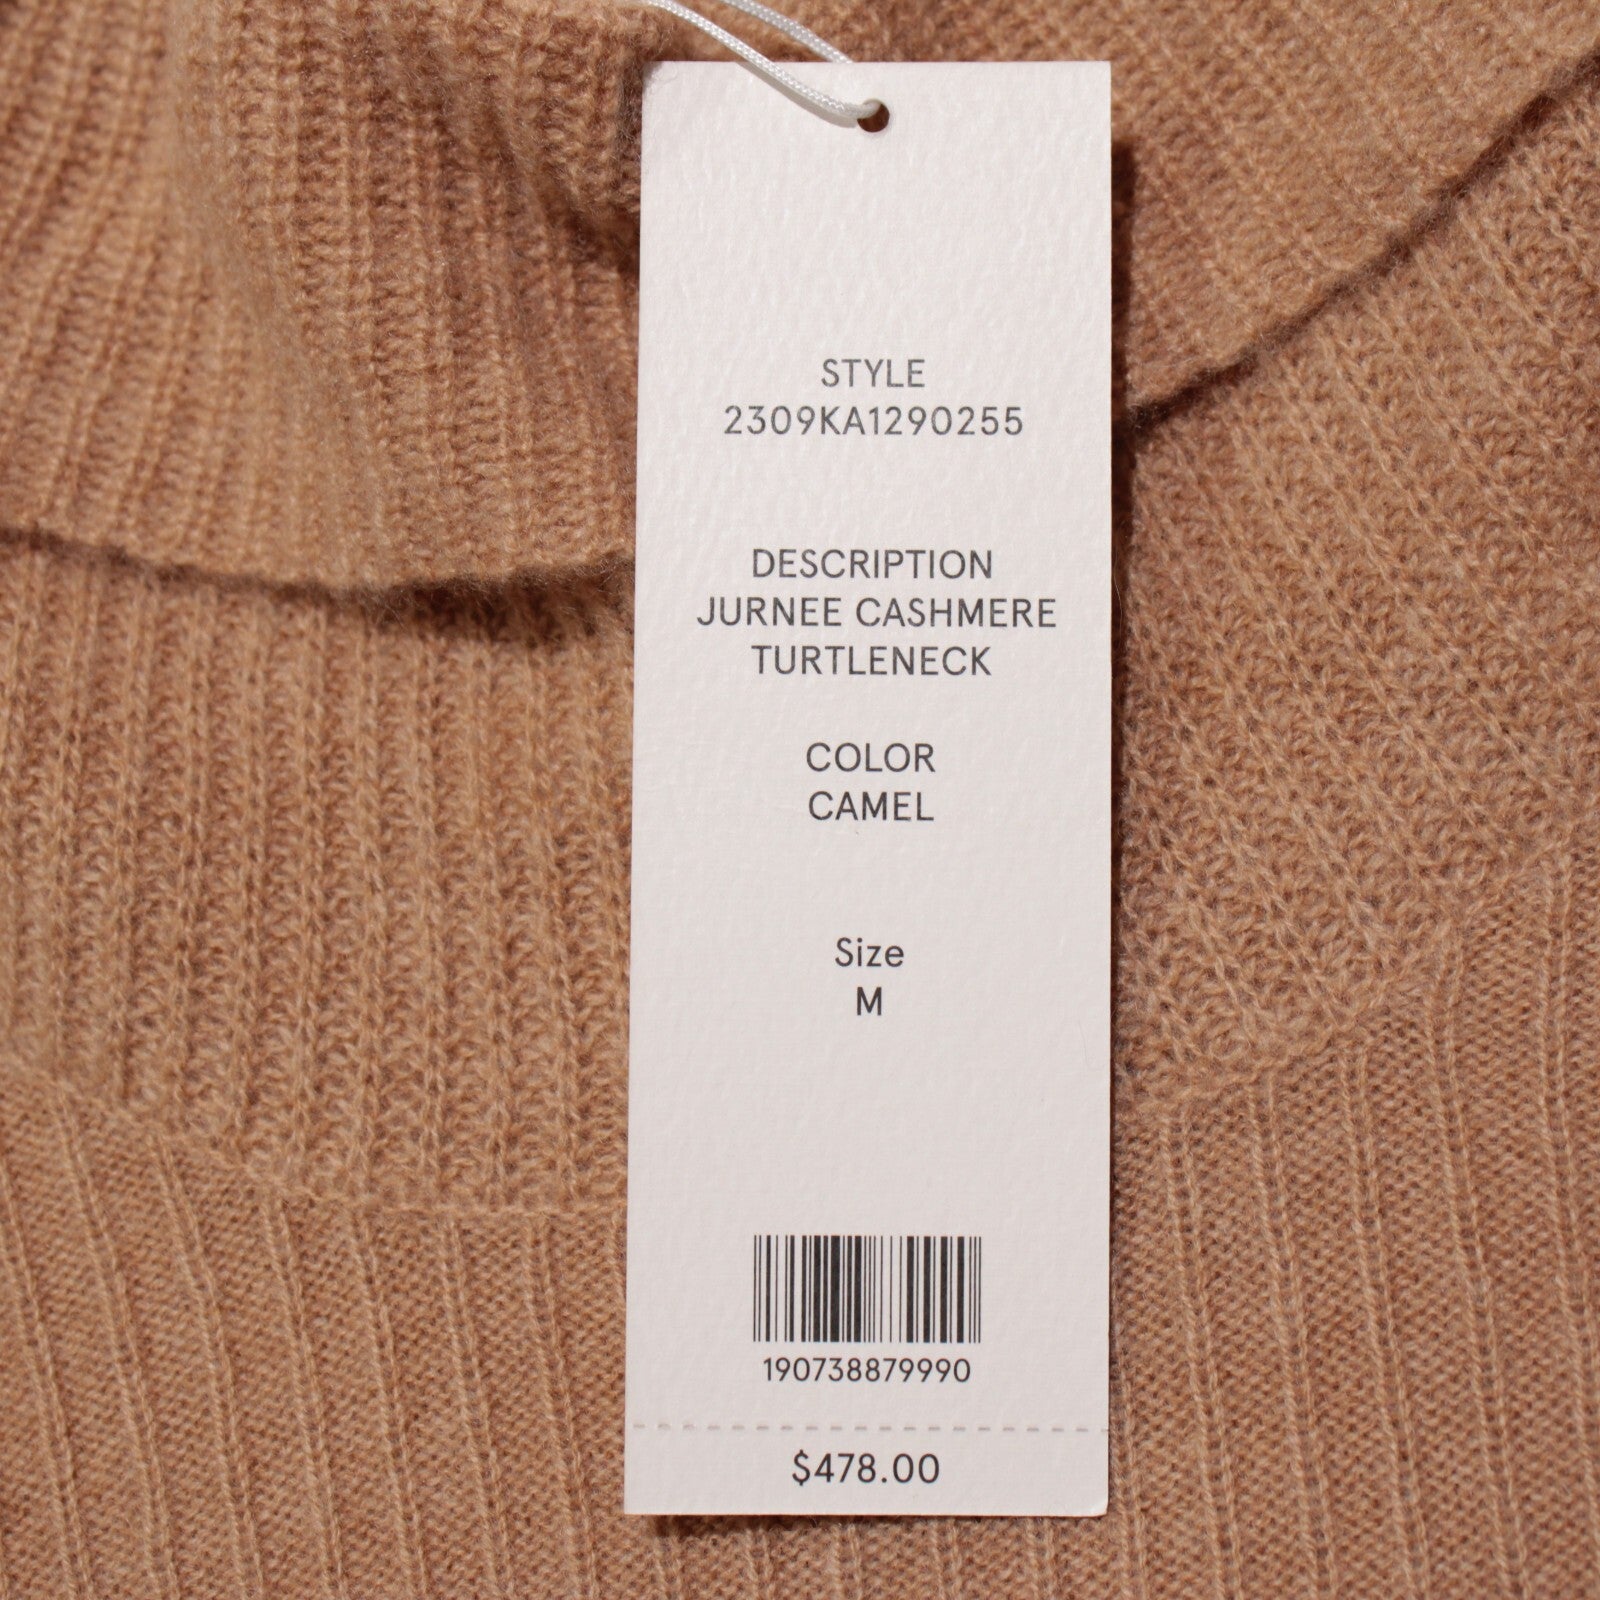 STYLE
2309KA1290255
DESCRIPTION
JURNEE CASHMERE
TURTLENECK
COLOR
CAMEL
Size
M
190738879990
$478.00